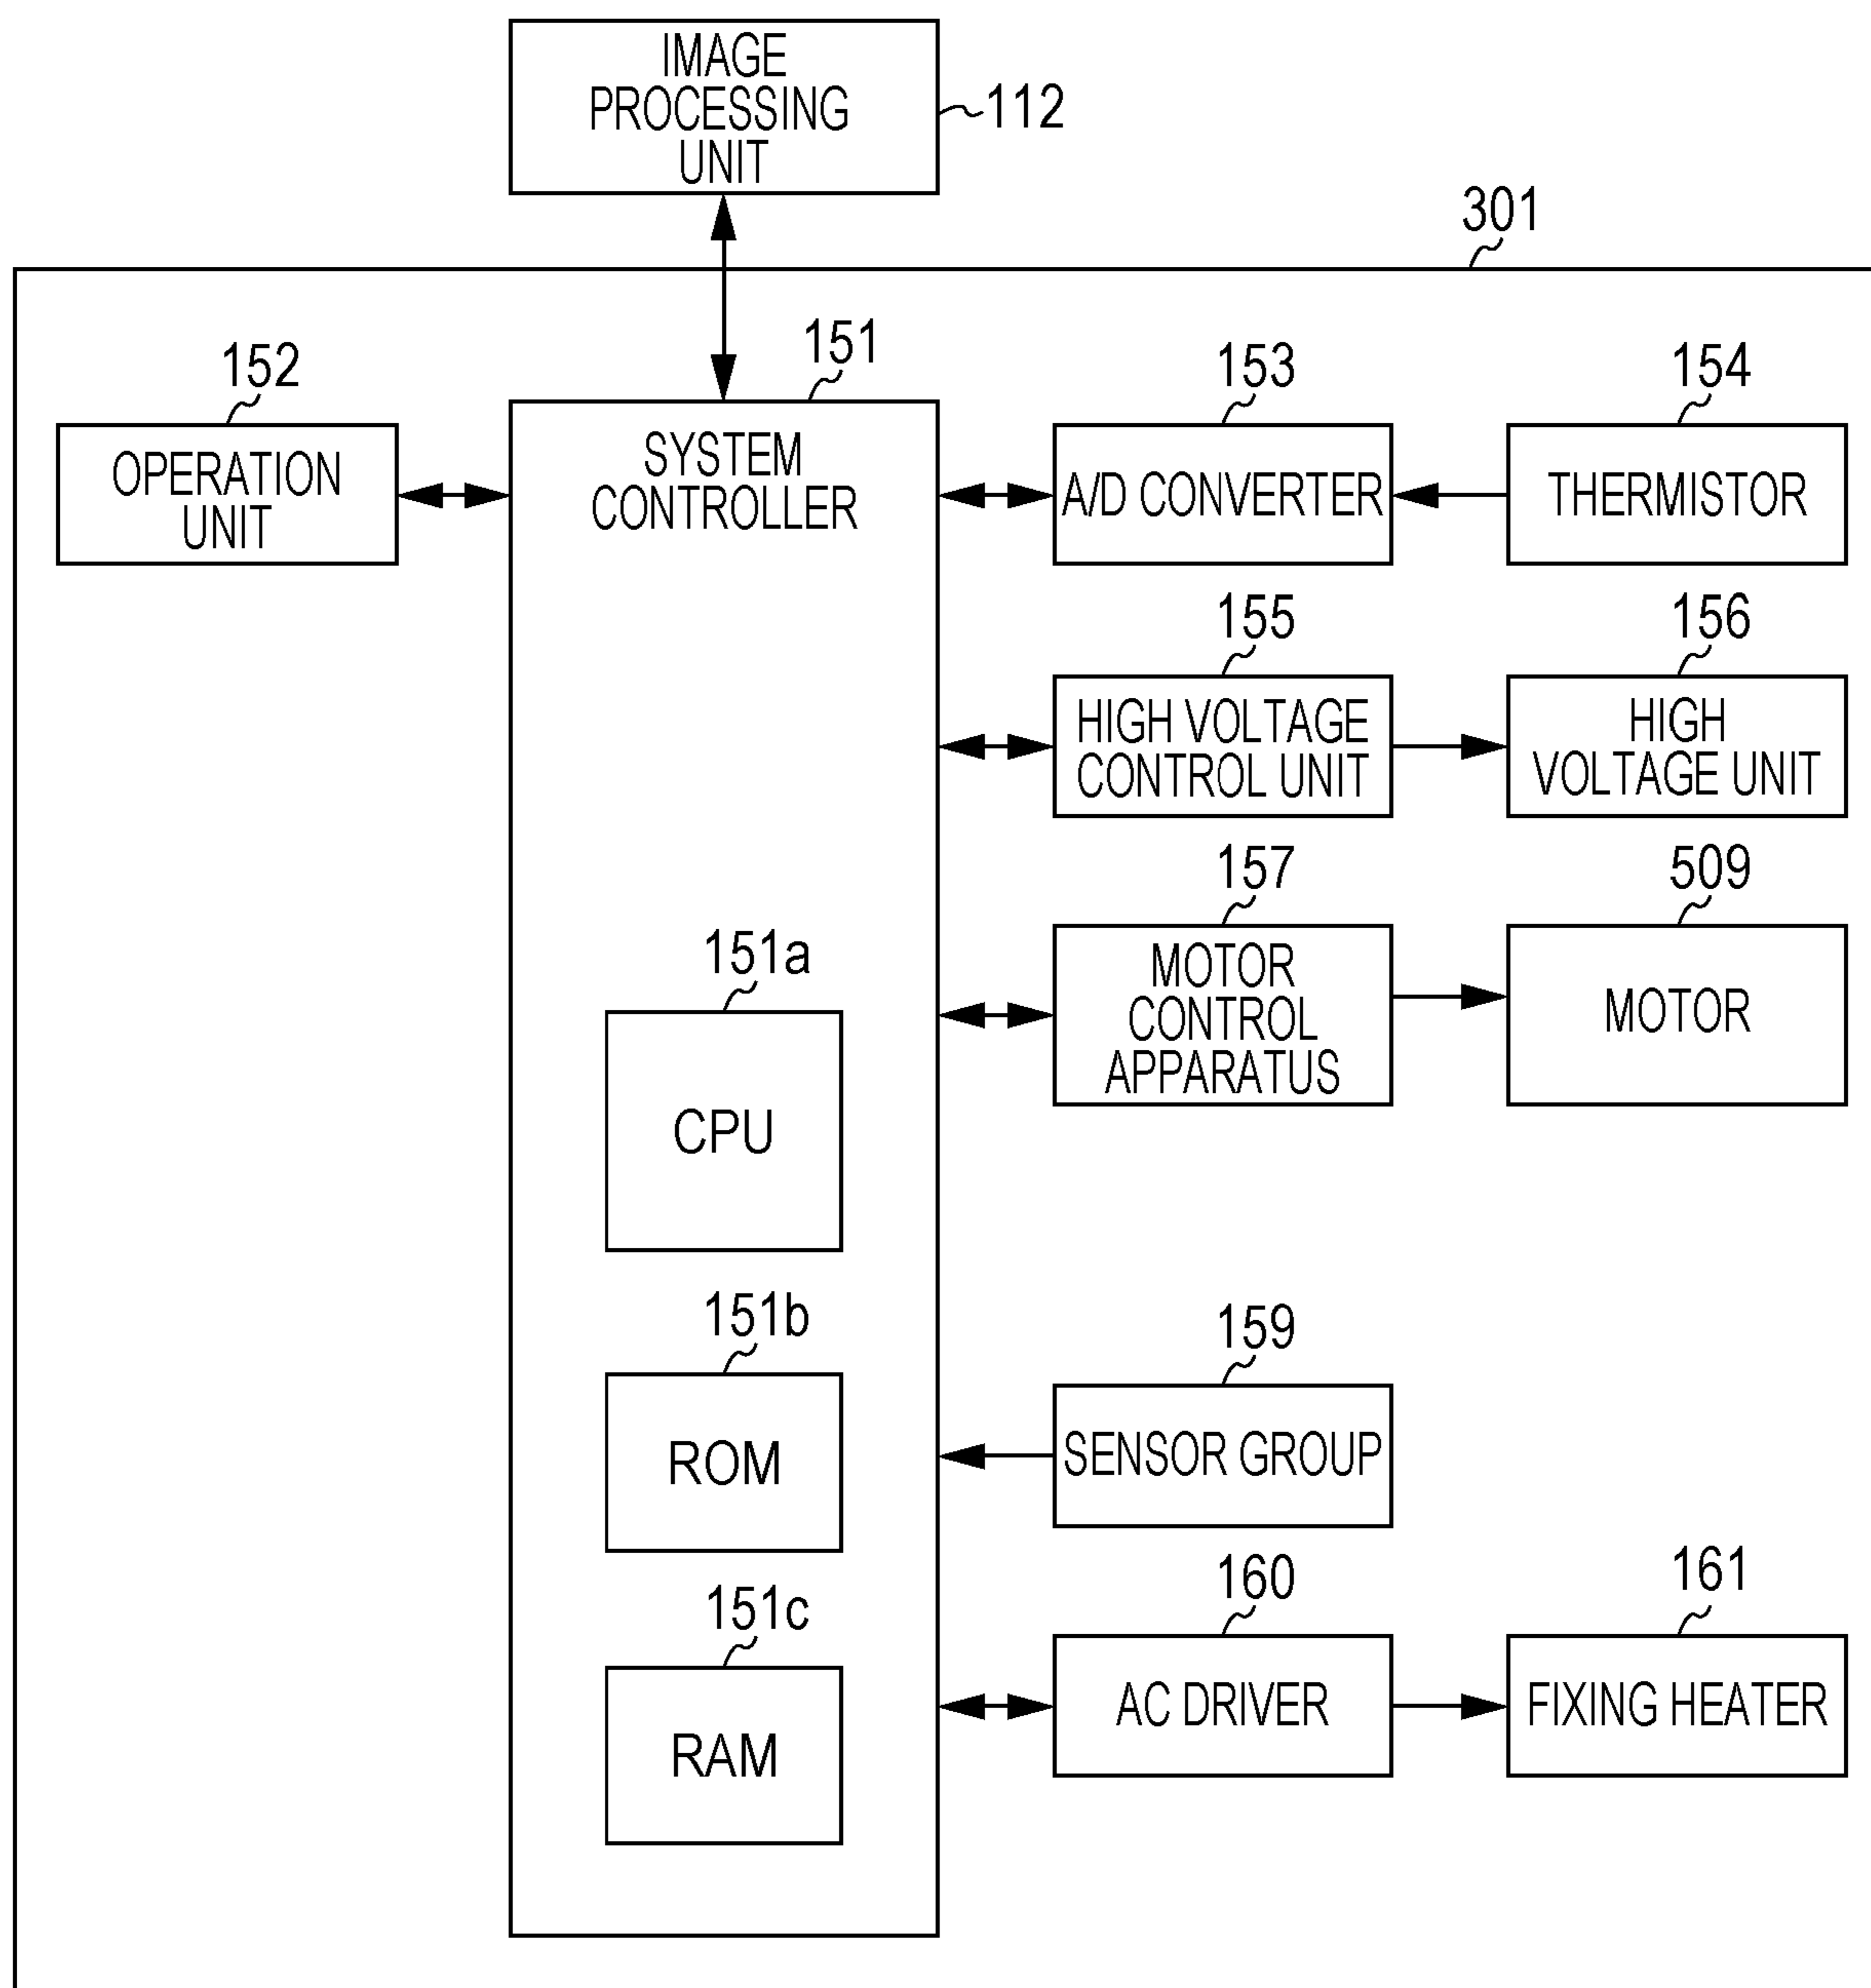 IMAGE
PROCESSING
UNIT
112
301
152
151
153
154
OPERATION
UNIT
SYSTEM
CONTROLLER
A/D CONVERTER
THERMISTOR
155
156
HIGH VOLTAGE
CONTROL UNIT
HIGH
VOLTAGE UNIT
157
509
MOTOR
CONTROL
APPARATUS
MOTOR
151a
CPU
151b
ROM
159
SENSOR GROUP
151c
RAM
160
161
AC DRIVER
FIXING HEATER